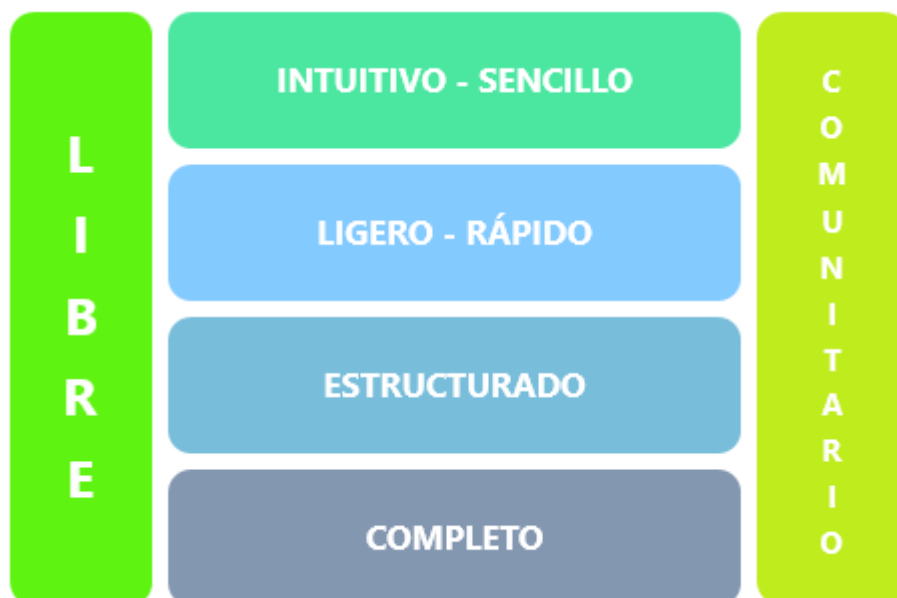 LIBRE
INTUITIVO - SENCILLO
LIGERO - RÁPIDO
ESTRUCTURADO
COMPLETO
COMUNITARIO